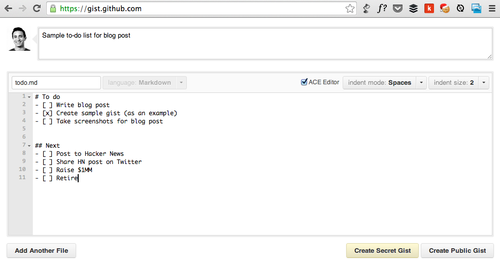 https://gist.github.com
f?
Sample to-do list for blog post
todo.md
language: Markdown
ACE Editor
indent mode: Spaces
indent size: 2
1 # To do
2 - [ ] Write blog post
3 - [x] Create sample gist (as an example)
4 - [ ] Take screenshots for blog post
5
6
7 ## Next
8 - [ ] Post to Hacker News
9 - [ ] Share HN post on Twitter
10 - [ ] Raise $1MM
11 - [ ] Retire
Add Another File
Create Secret Gist
Create Public Gist